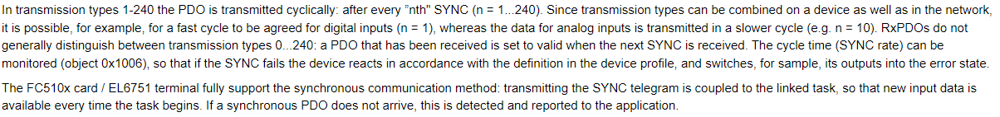 In transmission types 1-240 the PDO is transmitted cyclically: after every "nth" SYNC (n = 1...240). Since transmission types can be combined on a device as well as in the network,
it is possible, for example, for a fast cycle to be agreed for digital inputs (n = 1), whereas the data for analog inputs is transmitted in a slower cycle (e.g. n = 10). RxPDOs do not
generally distinguish between transmission types 0...240: a PDO that has been received is set to valid when the next SYNC is received. The cycle time (SYNC rate) can be
monitored (object 0x1006), so that if the SYNC fails the device reacts in accordance with the definition in the device profile, and switches, for sample, its outputs into the error state.
The FC510x card / EL6751 terminal fully support the synchronous communication method: transmitting the SYNC telegram is coupled to the linked task, so that new input data is
available every time the task begins. If a synchronous PDO does not arrive, this is detected and reported to the application.